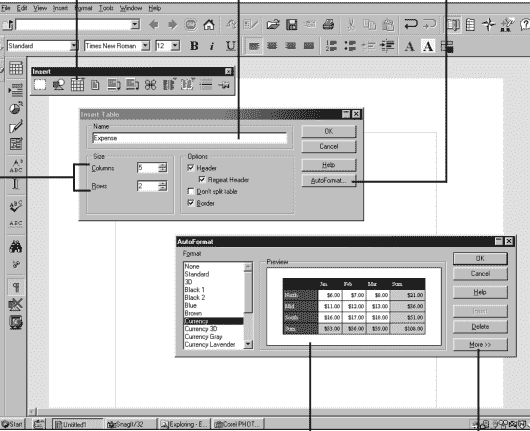 File Edit View Insert Format Tools Window Help
Standard Times New Roman 12 B i U A A
Insert
Insert Table
Name
Expense
OK
Cancel
Help
AutoFormat...
Size
Columns 5
Rows 2
Options
Header
Repeat Header
Don't split table
Border
AutoFormat
Format
None
Standard
3D
Black 1
Black 2
Blue
Brown
Currency
Currency 3D
Currency Gray
Currency Lavender
Preview
Jan Feb Mar Sum
North $6.00 $7.00 $8.00 $21.00
Mid $11.00 $12.00 $13.00 $36.00
South $16.00 $17.00 $18.00 $51.00
Sum $33.00 $36.00 $39.00 $108.00
OK
Cancel
Help
Insert
Delete
More >>
Start Untitled1 SnagIt/32 Exploring - E... Corel PHOT...